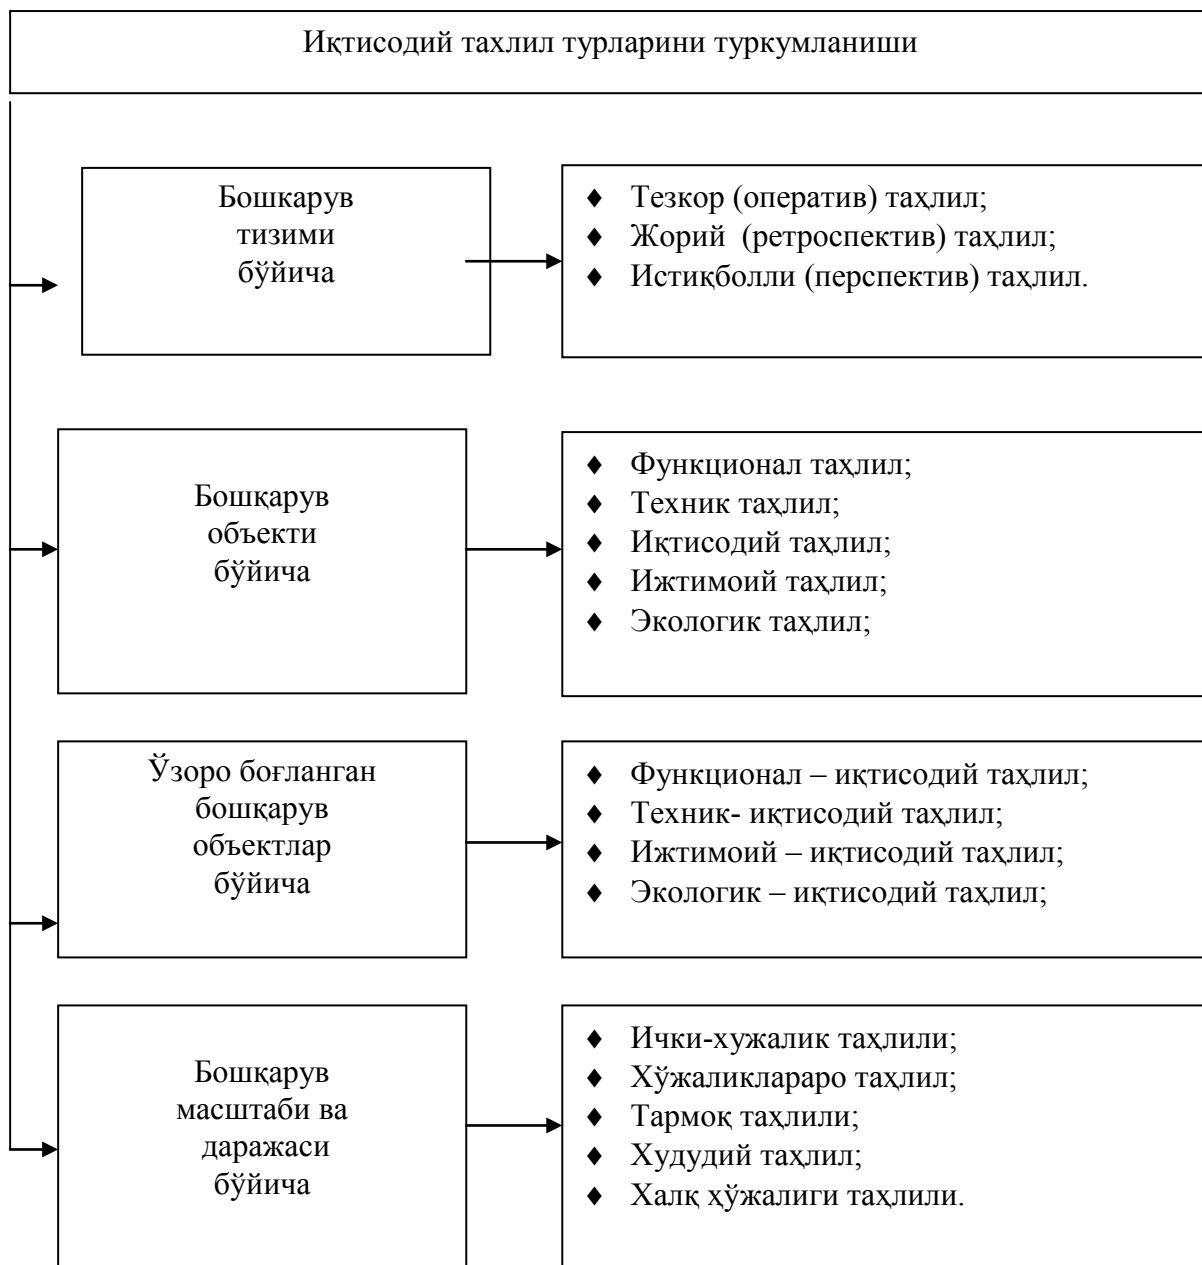 Иқтисодий тахлил турларини туркумланиши
Бошкарув
тизими
бўйича
♦ Тезкор (оператив) таҳлил;
♦ Жорий (ретроспектив) таҳлил;
♦ Истиқболли (перспектив) таҳлил.
Бошқарув
объекти
бўйича
♦ Функционал таҳлил;
♦ Техник таҳлил;
♦ Иқтисодий таҳлил;
♦ Ижтимоий таҳлил;
♦ Экологик таҳлил;
Ўзоро боғланган
бошқарув
объектлар
бўйича
♦ Функционал – иқтисодий таҳлил;
♦ Техник- иқтисодий таҳлил;
♦ Ижтимоий – иқтисодий таҳлил;
♦ Экологик – иқтисодий таҳлил;
Бошқарув
масштаби ва
даражаси
бўйича
♦ Ички-хужалик таҳлили;
♦ Хўжаликлараро таҳлил;
♦ Тармоқ таҳлили;
♦ Худудий таҳлил;
♦ Халқ ҳўжалиги таҳлили.